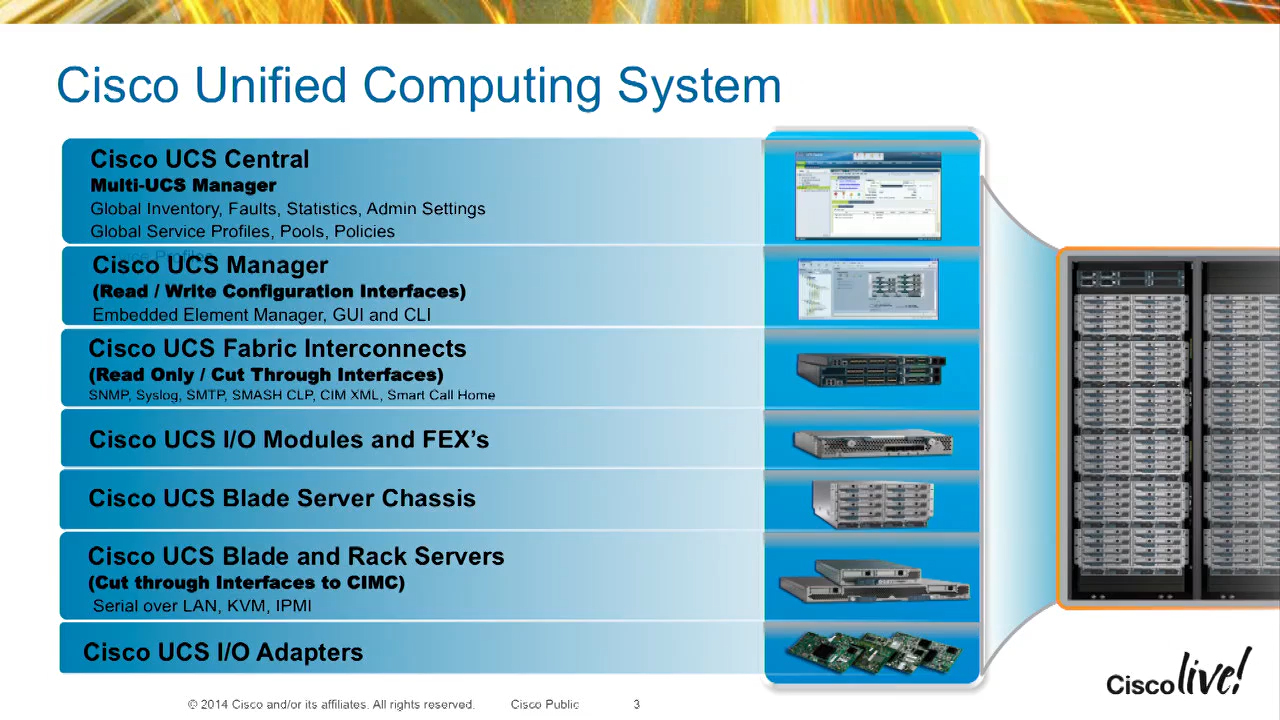 Cisco Unified Computing System
Cisco UCS Central
Multi-UCS Manager
Global Inventory, Faults, Statistics, Admin Settings
Global Service Profiles, Pools, Policies
Cisco UCS Manager
(Read / Write Configuration Interfaces)
Embedded Element Manager, GUI and CLI
Cisco UCS Fabric Interconnects
(Read Only / Cut Through Interfaces)
SNMP, Syslog, SMTP, SMASH CLP, CIM XML, Smart Call Home
Cisco UCS I/O Modules and FEX’s
Cisco UCS Blade Server Chassis
Cisco UCS Blade and Rack Servers
(Cut through Interfaces to CIMC)
Serial over LAN, KVM, IPMI
Cisco UCS I/O Adapters
Cisco live!
© 2014 Cisco and/or its affiliates. All rights reserved. Cisco Public 3